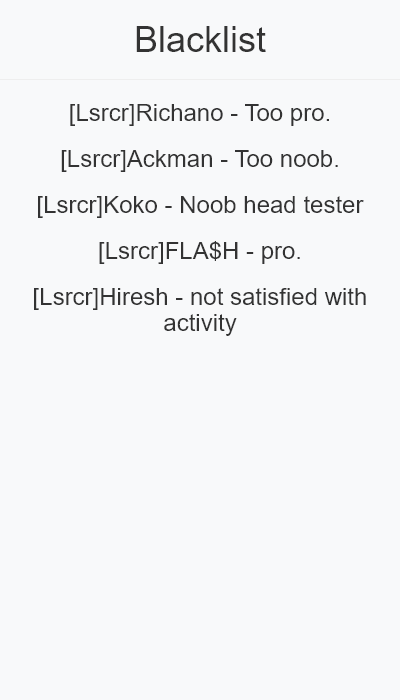 Blacklist
[Lsrcr]Richano - Too pro.
[Lsrcr]Ackman - Too noob.
[Lsrcr]Koko - Noob head tester
[Lsrcr]FLA$H - pro.
[Lsrcr]Hiresh - not satisfied with
activity